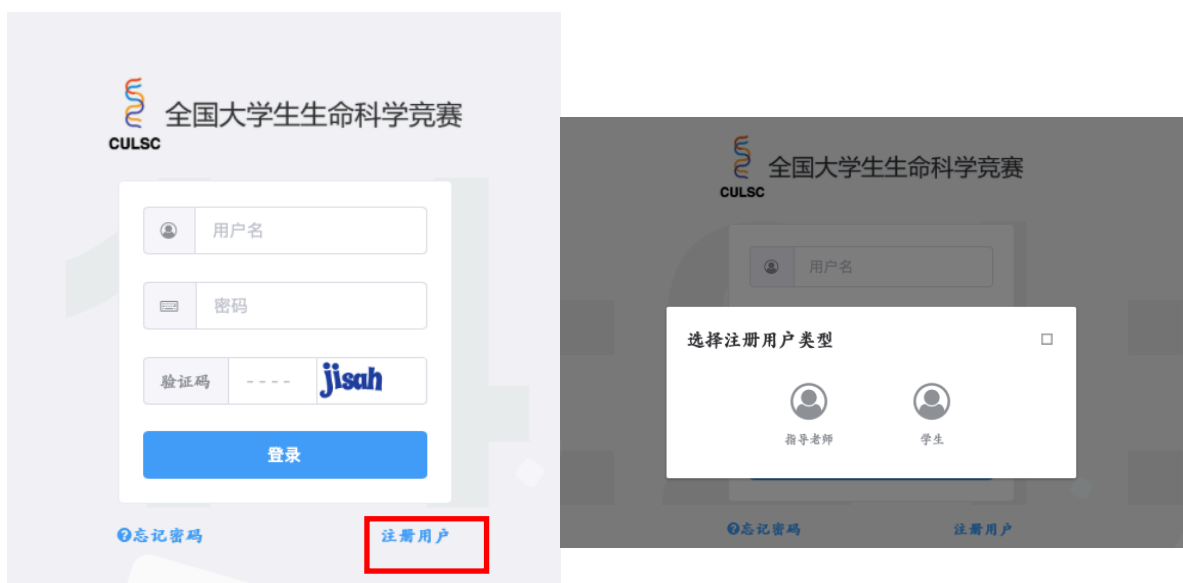 CULSC
全国大学生生命科学竞赛
用户名
密码
验证码
----
jisah
登录
忘记密码
注册用户
CULSC
全国大学生生命科学竞赛
用户名
选择注册用户类型
指导老师
学生
忘记密码
注册用户